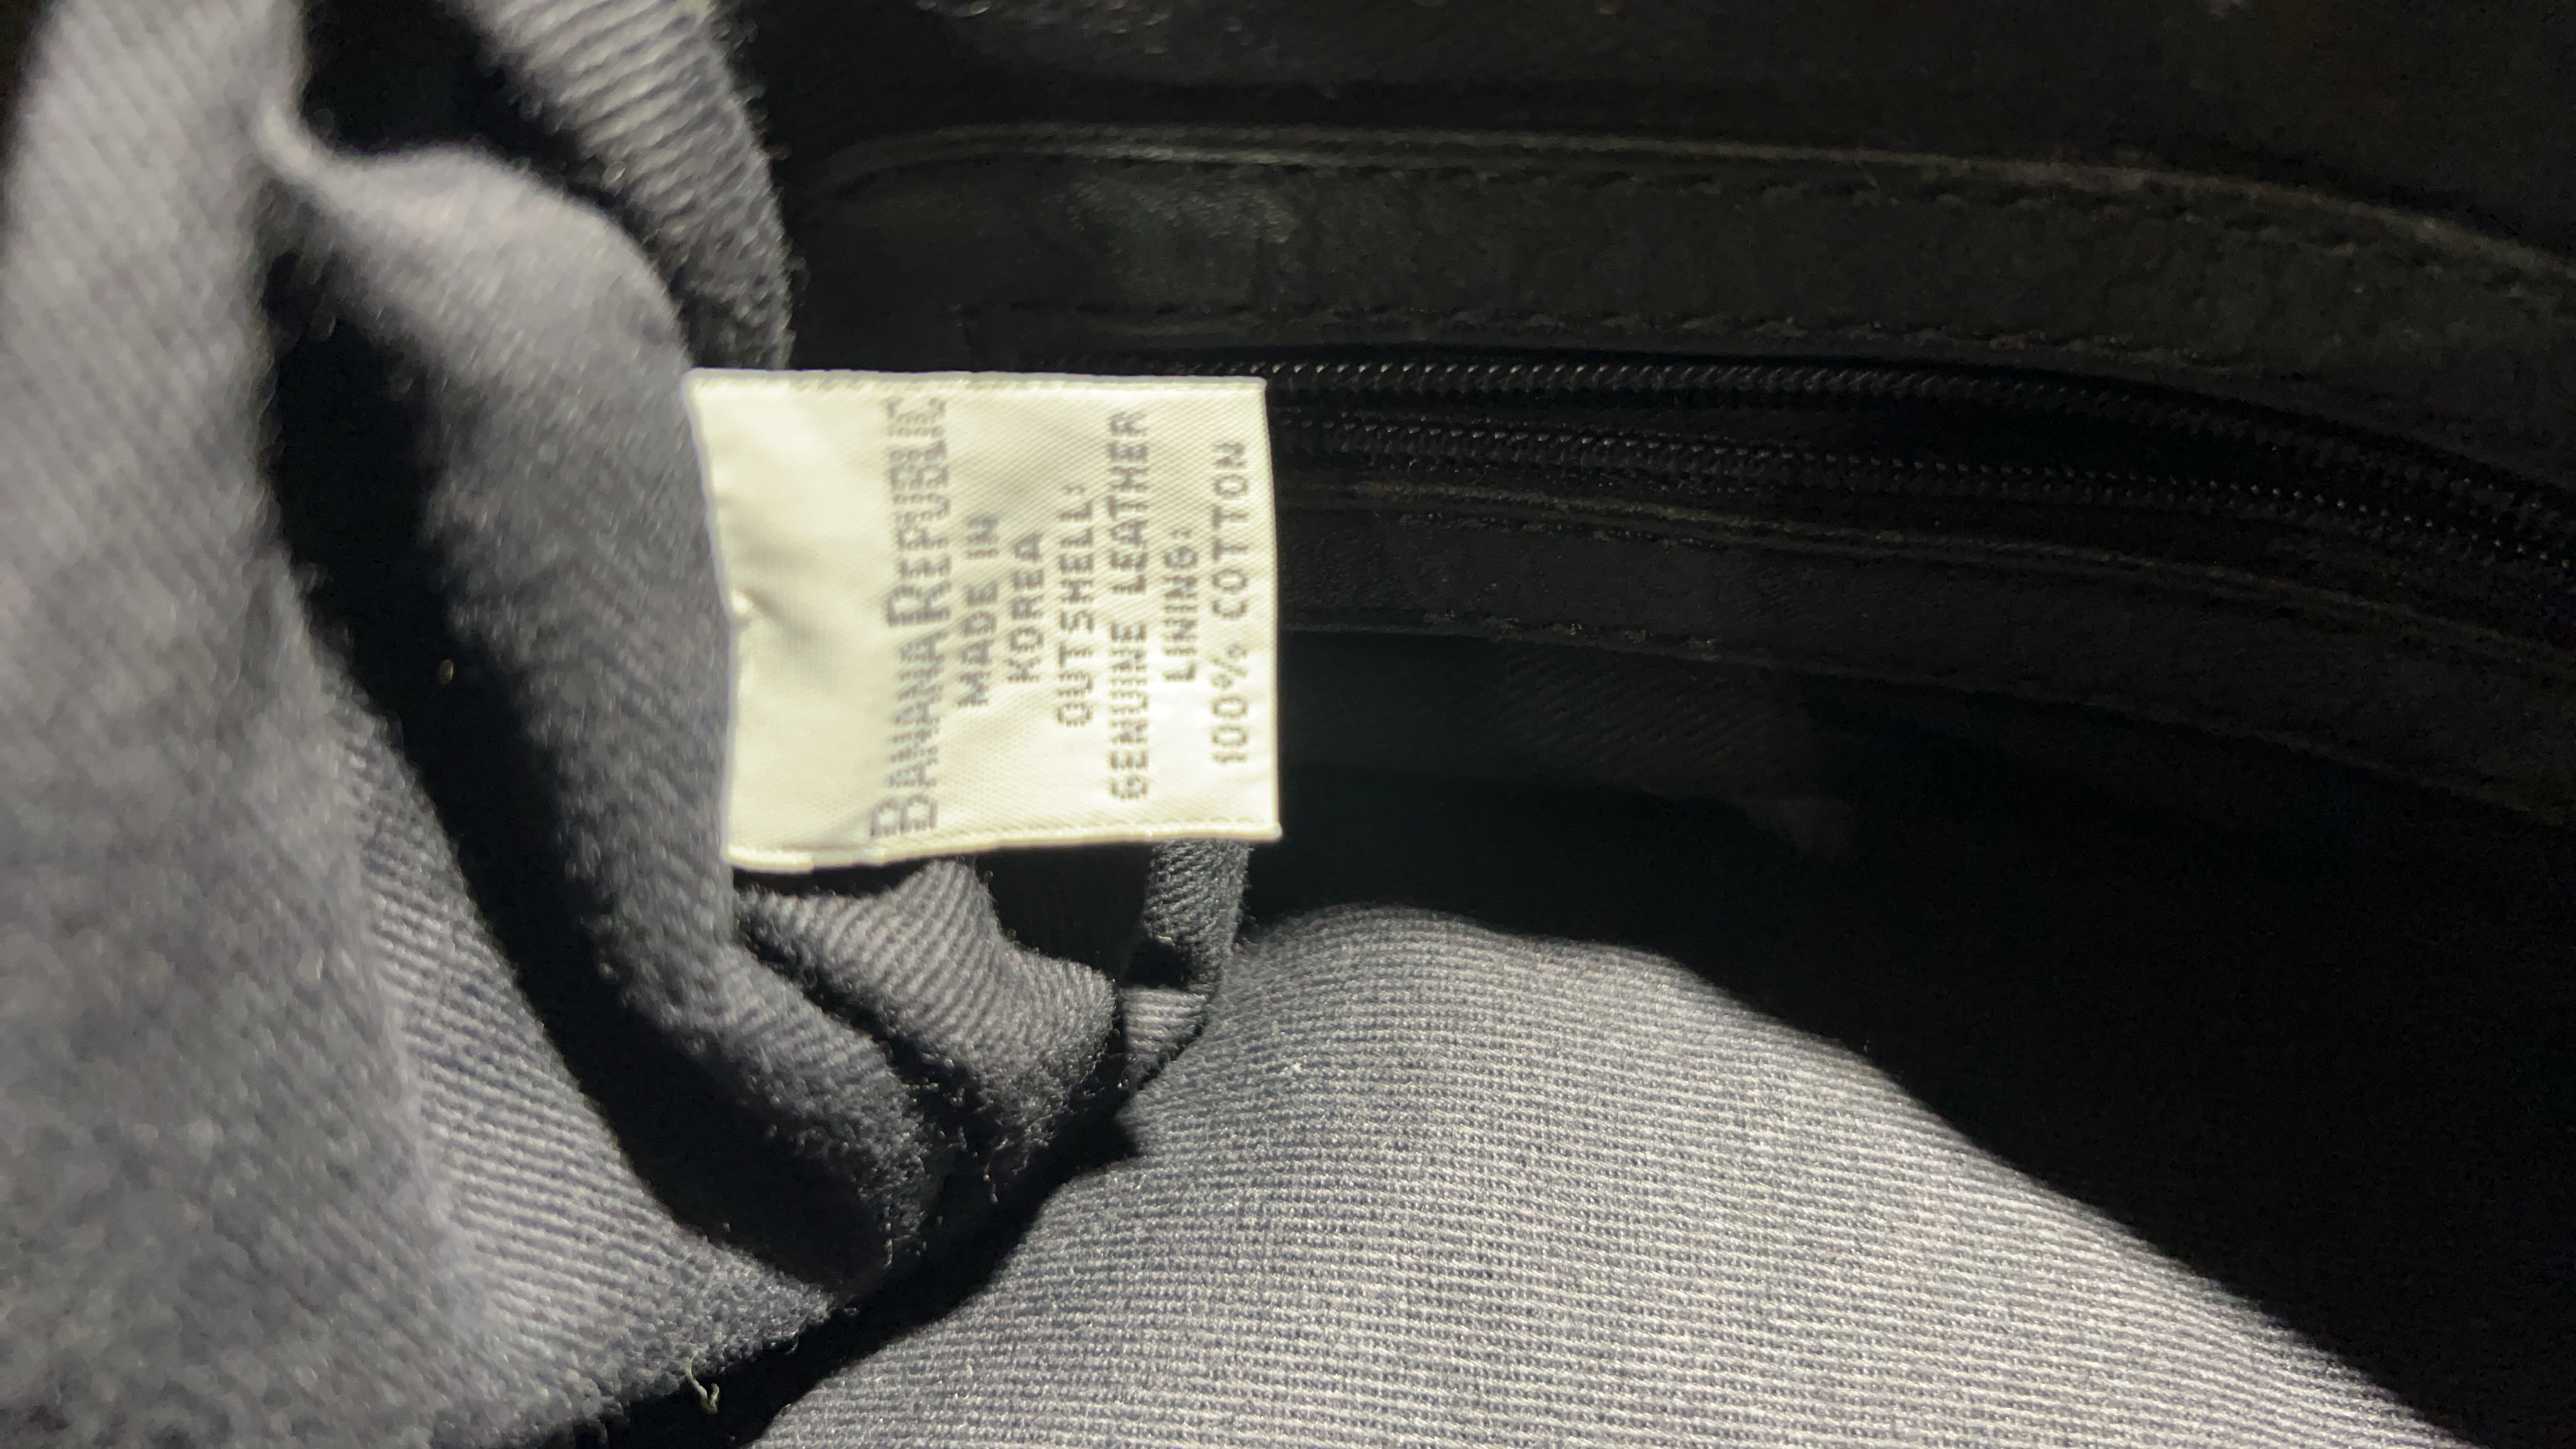 BANANA REPUBLIC
MADE IN
KOREA
OUTSHELL:
GENUINE LEATHER
LINING:
100% COTTON